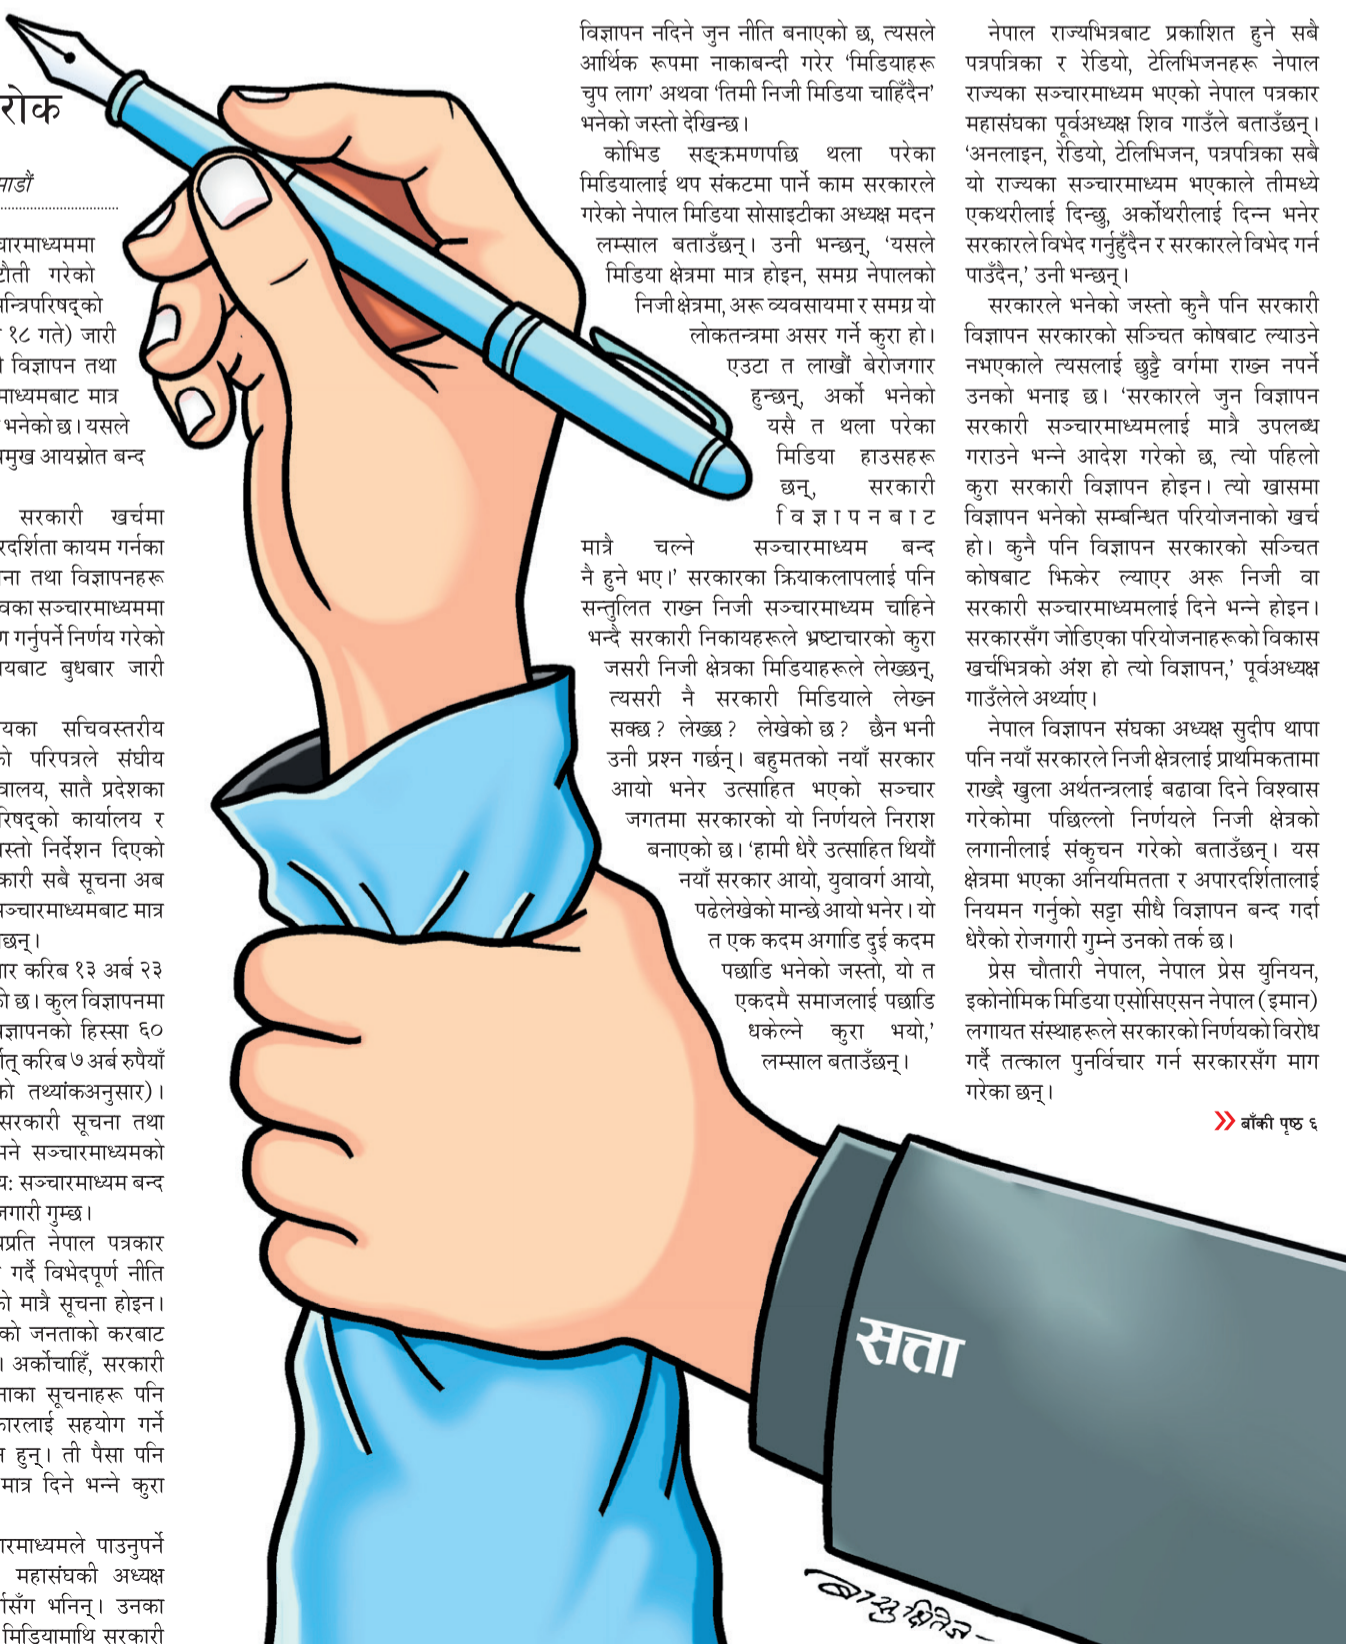 रोक
चारमाध्यममा
टौती गरेको
मन्त्रिपरिषद्को
१८ गते) जारी
विज्ञापन तथा
माध्यमबाट मात्र
भनेको छ। यसले
प्रमुख आयस्रोत बन्द
सरकारी खर्चमा
रदर्शिता कायम गर्नका
ना तथा विज्ञापनहरू
वका सञ्चारमाध्यममा
ण गर्नुपर्ने निर्णय गरेको
यबाट बुधबार जारी
यका सचिवस्तरीय
को परिपत्रले संघीय
वालय, सातै प्रदेशका
रिषद्को कार्यालय र
स्तो निर्देशन दिएको
कारी सबै सूचना अब
सञ्चारमाध्यमबाट मात्र
छन्।
ार करिब १३ अर्ब २३
को छ। कुल विज्ञापनमा
ज्ञापनको हिस्सा ६०
र्थात् करिब ७ अर्ब रुपैयाँ
को तथ्यांकअनुसार)।
सरकारी सूचना तथा
भने सञ्चारमाध्यमको
य: सञ्चारमाध्यम बन्द
जगारी गुम्छ।
प्रति नेपाल पत्रकार
गर्दै विभेदपूर्ण नीति
को मात्रै सूचना होइन।
को जनताको करबाट
। अर्कोचाहिँ, सरकारी
नाका सूचनाहरू पनि
कारलाई सहयोग गर्ने
न हुन्। ती पैसा पनि
मात्र दिने भन्ने कुरा
ारमाध्यमले पाउनुपर्ने
महासंघकी अध्यक्ष
सँग भनिन्। उनका
मिडियामाथि सरकारी
विज्ञापन नदिने जुन नीति बनाएको छ, त्यसले
आर्थिक रूपमा नाकाबन्दी गरेर ‘मिडियाहरू
चुप लाग’ अथवा ‘तिमी निजी मिडिया चाहिँदैन’
भनेको जस्तो देखिन्छ।
कोभिड सङ्क्रमणपछि थला परेका
मिडियालाई थप संकटमा पार्ने काम सरकारले
गरेको नेपाल मिडिया सोसाइटीका अध्यक्ष मदन
लम्साल बताउँछन्। उनी भन्छन्, ‘यसले
मिडिया क्षेत्रमा मात्र होइन, समग्र नेपालको
निजी क्षेत्रमा, अरू व्यवसायमा र समग्र यो
लोकतन्त्रमा असर गर्ने कुरा हो।
एउटा त लाखौं बेरोजगार
हुन्छन्, अर्को भनेको
यसै त थला परेका
मिडिया हाउसहरू
छन्, सरकारी
विज्ञापनबाट
मात्रै चल्ने सञ्चारमाध्यम बन्द
नै हुने भए।’ सरकारका क्रियाकलापलाई पनि
सन्तुलित राख्न निजी सञ्चारमाध्यम चाहिने
भन्दै सरकारी निकायहरूले भ्रष्टाचारको कुरा
जसरी निजी क्षेत्रका मिडियाहरूले लेख्छन्,
त्यसरी नै सरकारी मिडियाले लेख्न
सक्छ ? लेख्छ ? लेखेको छ ? छैन भनी
उनी प्रश्न गर्छन्। बहुमतको नयाँ सरकार
आयो भनेर उत्साहित भएको सञ्चार
जगतमा सरकारको यो निर्णयले निराश
बनाएको छ। ‘हामी धेरै उत्साहित थियौं
नयाँ सरकार आयो, युवावर्ग आयो,
पढेलेखेको मान्छे आयो भनेर। यो
त एक कदम अगाडि दुई कदम
पछाडि भनेको जस्तो, यो त
एकदमै समाजलाई पछाडि
धकेल्ने कुरा भयो,’
लम्साल बताउँछन्।
नेपाल राज्यभित्रबाट प्रकाशित हुने सबै
पत्रपत्रिका र रेडियो, टेलिभिजनहरू नेपाल
राज्यका सञ्चारमाध्यम भएको नेपाल पत्रकार
महासंघका पूर्वअध्यक्ष शिव गाउँले बताउँछन्।
‘अनलाइन, रेडियो, टेलिभिजन, पत्रपत्रिका सबै
यो राज्यका सञ्चारमाध्यम भएकाले तीमध्ये
एकथरीलाई दिन्छु, अर्कोथरीलाई दिन्न भनेर
सरकारले विभेद गर्नुहुँदैन र सरकारले विभेद गर्न
पाउँदैन,’ उनी भन्छन्।
सरकारले भनेको जस्तो कुनै पनि सरकारी
विज्ञापन सरकारको सञ्चित कोषबाट ल्याउने
नभएकाले त्यसलाई छुट्टै वर्गमा राख्न नपर्ने
उनको भनाइ छ। ‘सरकारले जुन विज्ञापन
सरकारी सञ्चारमाध्यमलाई मात्रै उपलब्ध
गराउने भन्ने आदेश गरेको छ, त्यो पहिलो
कुरा सरकारी विज्ञापन होइन। त्यो खासमा
विज्ञापन भनेको सम्बन्धित परियोजनाको खर्च
हो। कुनै पनि विज्ञापन सरकारको सञ्चित
कोषबाट झिकेर ल्याएर अरू निजी वा
सरकारी सञ्चारमाध्यमलाई दिने भन्ने होइन।
सरकारसँग जोडिएका परियोजनाहरूको विकास
खर्चभित्रको अंश हो त्यो विज्ञापन,’ पूर्वअध्यक्ष
गाउँलेले अर्थ्याए।
नेपाल विज्ञापन संघका अध्यक्ष सुदीप थापा
पनि नयाँ सरकारले निजी क्षेत्रलाई प्राथमिकतामा
राख्दै खुला अर्थतन्त्रलाई बढावा दिने विश्वास
गरेकोमा पछिल्लो निर्णयले निजी क्षेत्रको
लगानीलाई संकुचन गरेको बताउँछन्। यस
क्षेत्रमा भएका अनियमितता र अपारदर्शितालाई
नियमन गर्नुको सट्टा सीधै विज्ञापन बन्द गर्दा
धेरैको रोजगारी गुम्ने उनको तर्क छ।
प्रेस चौतारी नेपाल, नेपाल प्रेस युनियन,
इकोनोमिक मिडिया एसोसिएसन नेपाल (इमान)
लगायत संस्थाहरूले सरकारको निर्णयको विरोध
गर्दै तत्काल पुनर्विचार गर्न सरकारसँग माग
गरेका छन्।
बाँकी पृष्ठ ६
सत्ता